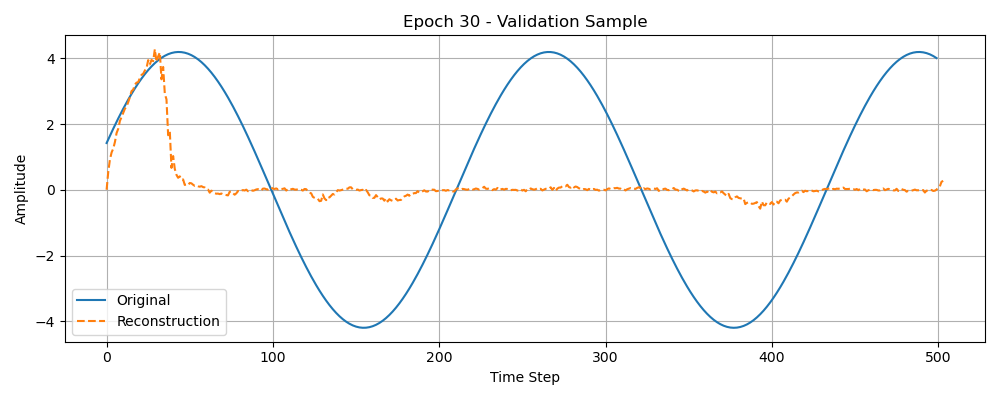 Epoch 30 - Validation Sample
Amplitude
4
2
0
−2
−4
Original
Reconstruction
0
100
200
300
400
500
Time Step